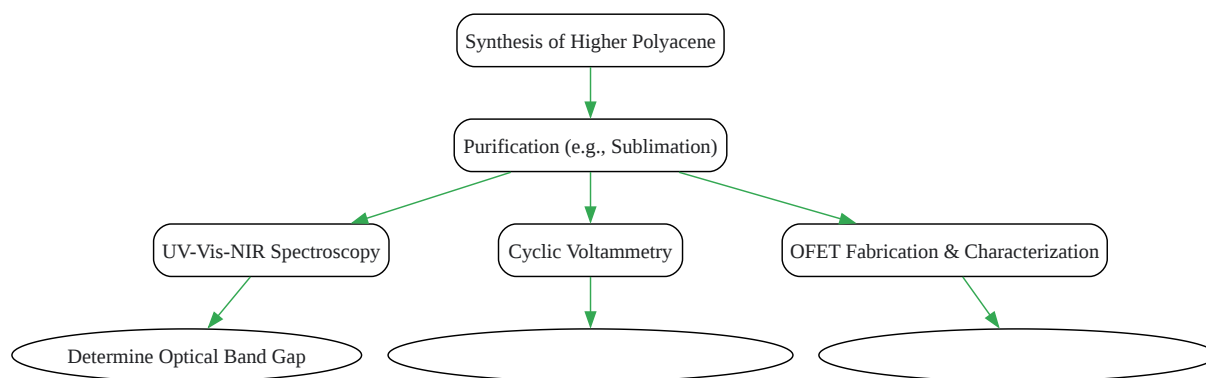 Synthesis of Higher Polyacene
Purification (e.g., Sublimation)
UV-Vis-NIR Spectroscopy
Cyclic Voltammetry
OFET Fabrication & Characterization
Determine Optical Band Gap